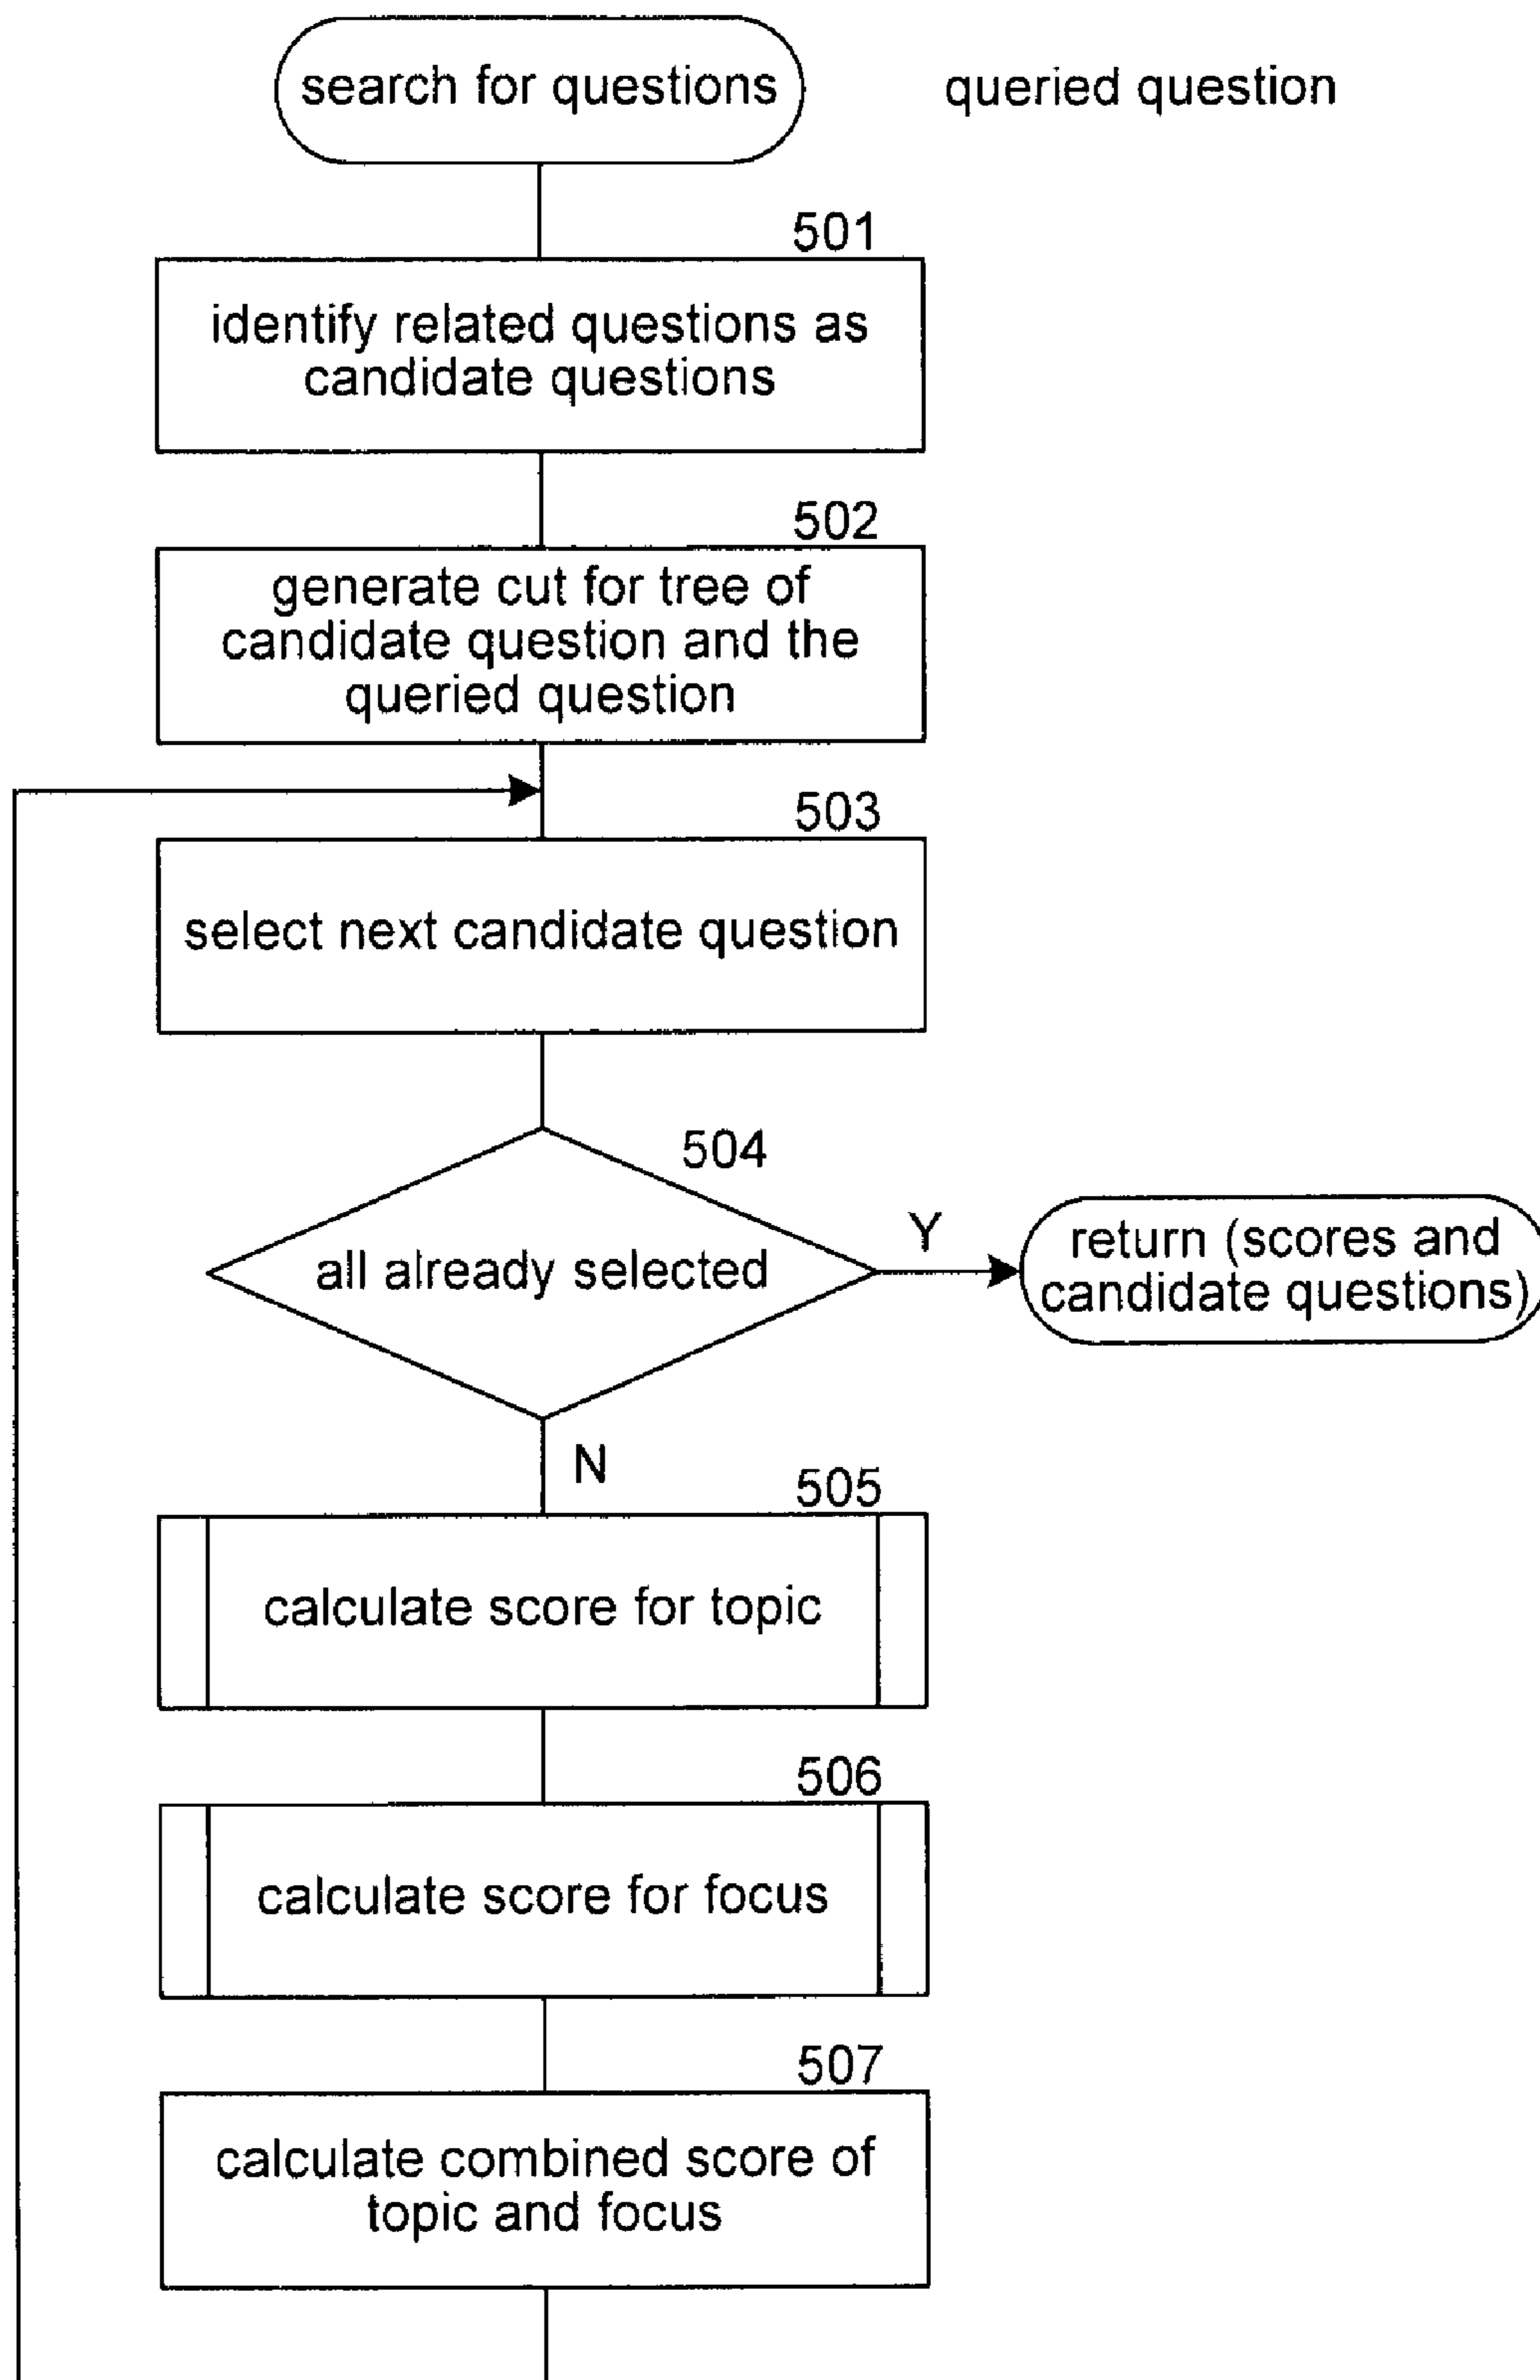 search for questions
queried question
501
identify related questions as
candidate questions
502
generate cut for tree of
candidate question and the
queried question
503
select next candidate question
504
all already selected
Y
return (scores and
candidate questions)
N
505
calculate score for topic
506
calculate score for focus
507
calculate combined score of
topic and focus